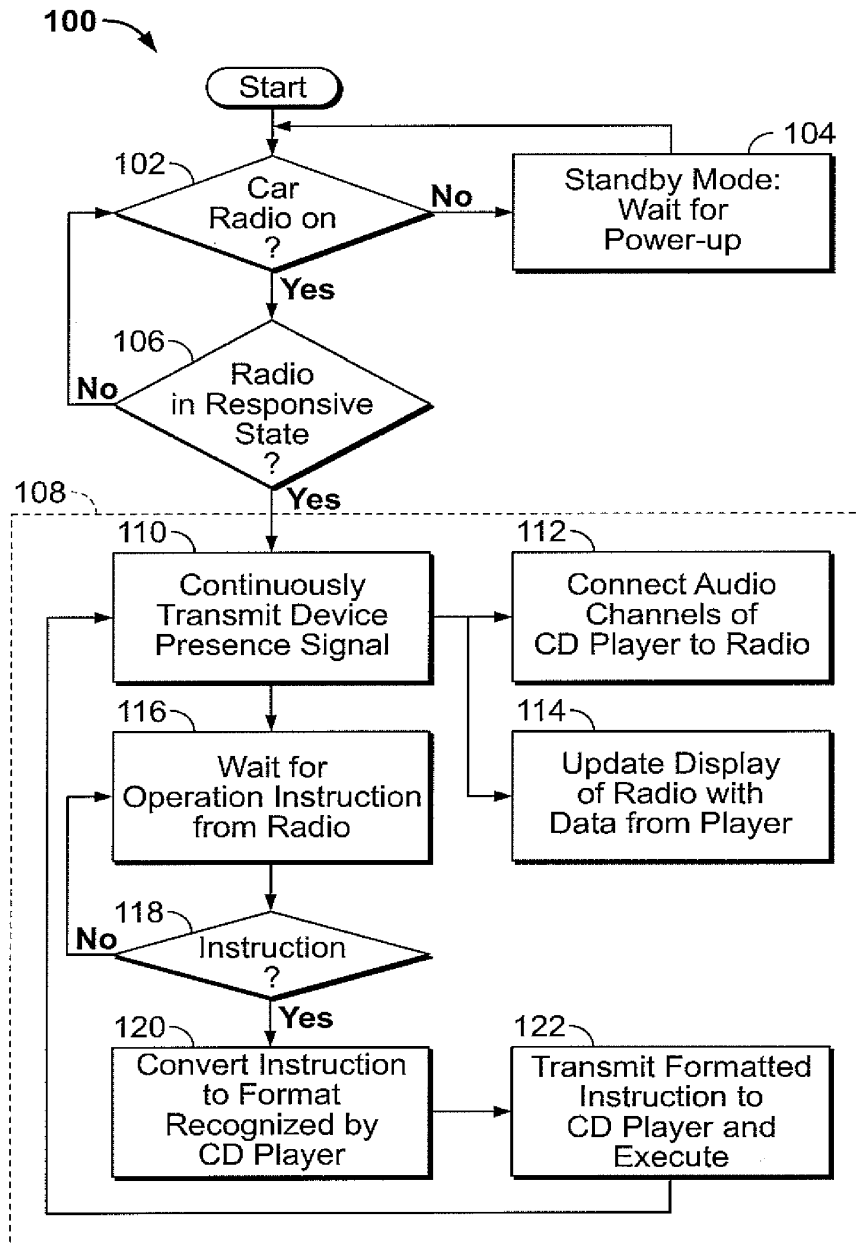 100
Start
102
Car
Radio on
?
No
104
Standby Mode:
Wait for
Power-up
Yes
106
Radio
in Responsive
State
?
No
Yes
108
110
Continuously
Transmit Device
Presence Signal
112
Connect Audio
Channels of
CD Player to Radio
114
Update Display
of Radio with
Data from Player
116
Wait for
Operation Instruction
from Radio
118
Instruction
?
No
Yes
120
Convert Instruction
to Format
Recognized by
CD Player
122
Transmit Formatted
Instruction to
CD Player and
Execute